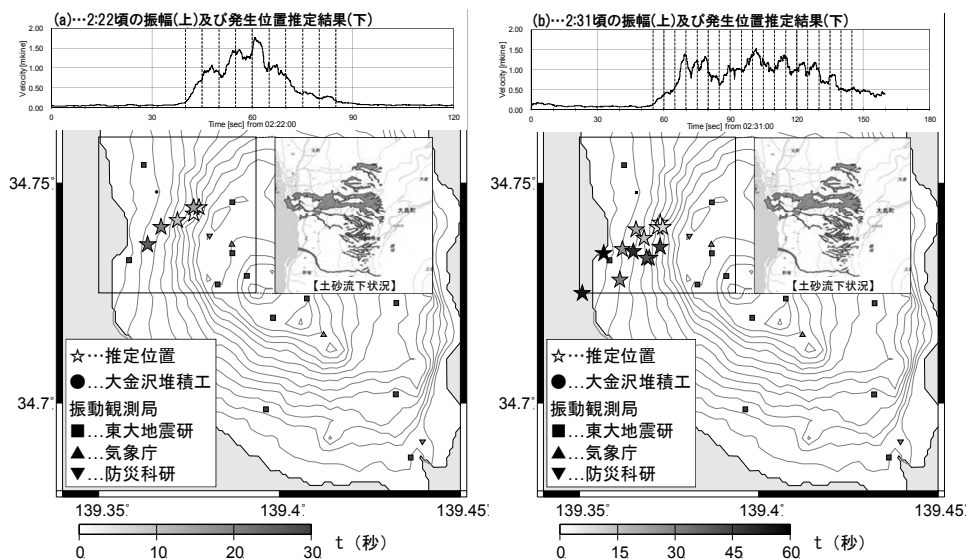 (a)…2:22頃の振幅(上)及び発生位置推定結果(下)
Velocity[mkine]
2.00
1.50
1.00
0.50
0.00
0
30
60
90
120
Time [sec] from 02:22:00
34.75
34.7
【土砂流下状況】
大島町
☆…推定位置
●…大金沢堆積工
振動観測局
■…東大地震研
▲…気象庁
▼…防災科研
139.35°
139.4°
139.45°
0
10
20
30
t (秒)
(b)…2:31頃の振幅(上)及び発生位置推定結果(下)
Velocity[mkine]
2.00
1.50
1.00
0.50
0.00
0
30
60
90
120
150
180
Time [sec] from 02:31:00
34.75°
34.7°
【土砂流下状況】
大島町
☆…推定位置
●…大金沢堆積工
振動観測局
■…東大地震研
▲…気象庁
▼…防災科研
139.35°
139.4°
139.45°
0
15
30
45
60
t (秒)